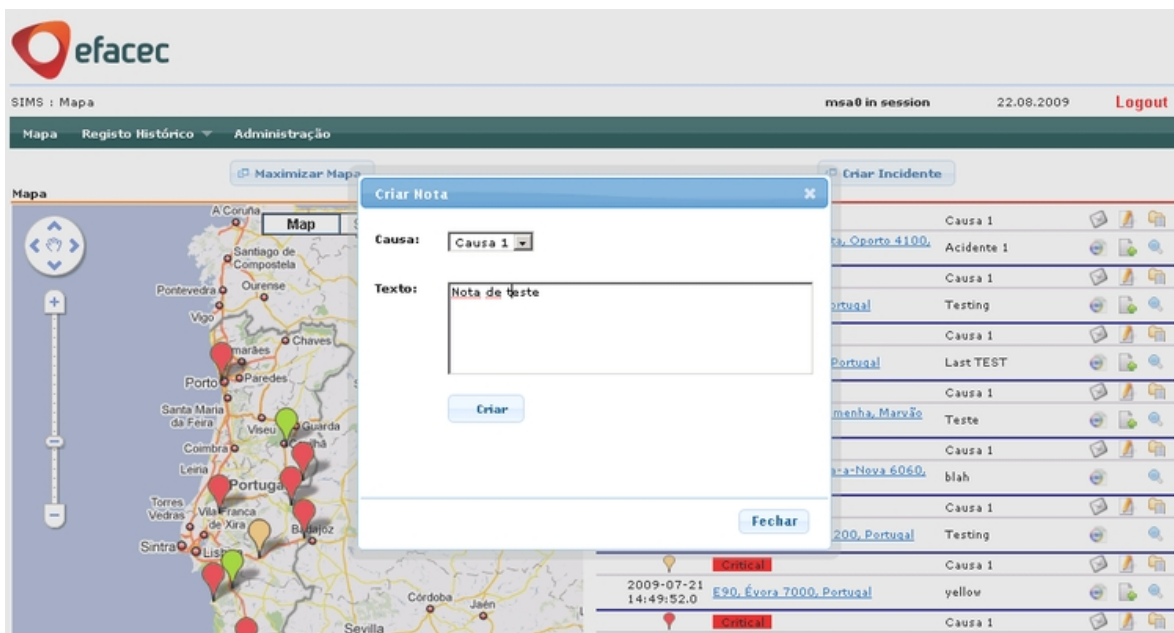 efacec
SIMS : Mapa
msa0 in session
22.08.2009
Logout
Mapa
Registo Histórico
Administração
Maximizar Mapa
Criar Incidente
Mapa
Criar Nota
Causa:
Causa 1
Texto:
Nota de teste
Criar
Fechar
Map
A Coruña
Santiago de
Compostela
Pontevedra
Ourense
Vigo
Chaves
marães
Porto
Paredes
Santa Maria
da Feira
Viseu
Guarda
Coimbra
Leiria
Portuga
Torres
Vedras
Vila Franca
de Xira
Sintra
Córdoba
Jaén
Sevilla
Causa 1
ta, Oporto 4100,
Acidente 1
Causa 1
ortugal
Testing
Causa 1
Portugal
Last TEST
Causa 1
menha, Marvão
Teste
Causa 1
a-a-Nova 6060,
blah
Causa 1
200, Portugal
Testing
Critical
Causa 1
2009-07-21
14:49:52.0
E90, Évora 7000, Portugal
yellow
Critical
Causa 1